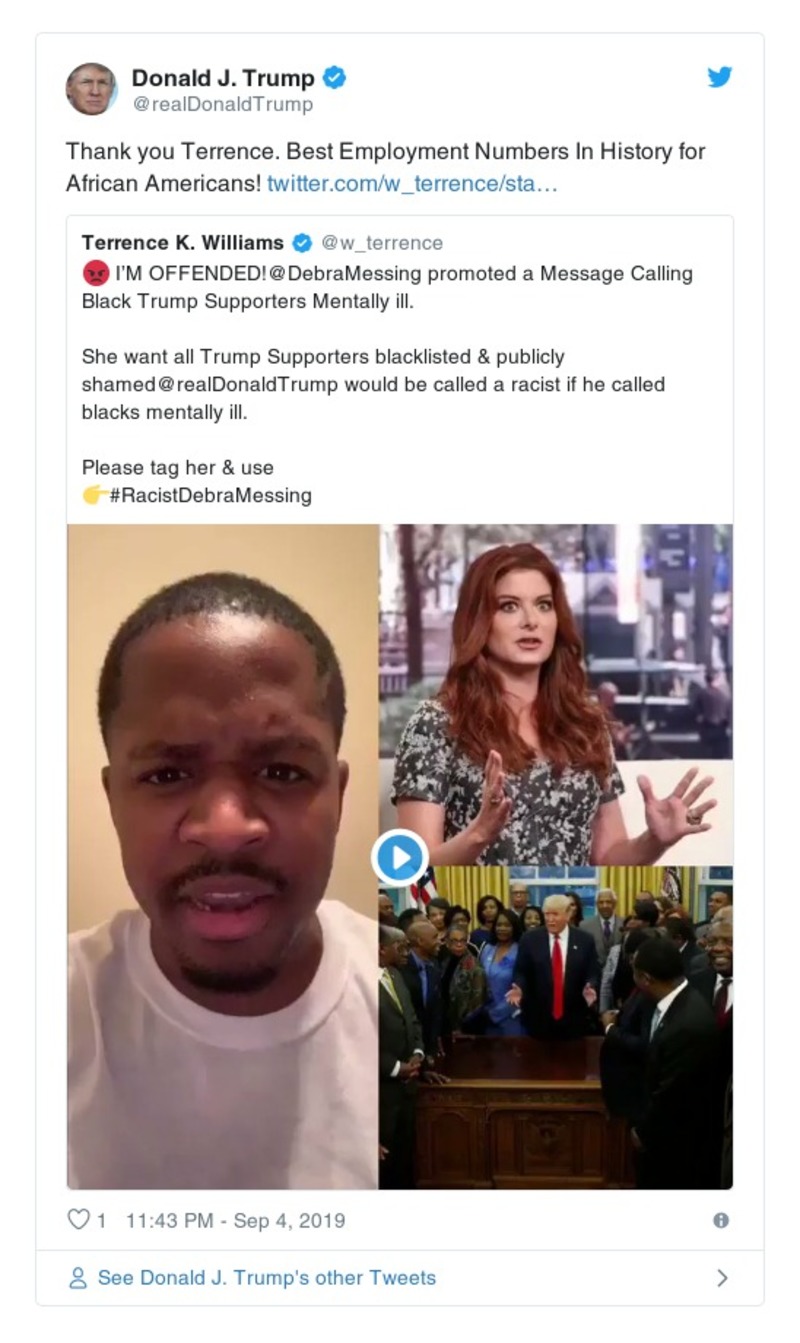 Donald J. Trump
@realDonaldTrump
Thank you Terrence. Best Employment Numbers In History for
African Americans! twitter.com/w_terrence/sta…
Terrence K. Williams @w_terrence
😡 I'M OFFENDED!@DebraMessing promoted a Message Calling
Black Trump Supporters Mentally ill.
She want all Trump Supporters blacklisted & publicly
shamed@realDonaldTrump would be called a racist if he called
blacks mentally ill.
Please tag her & use
👉#RacistDebraMessing
1 11:43 PM - Sep 4, 2019
See Donald J. Trump's other Tweets